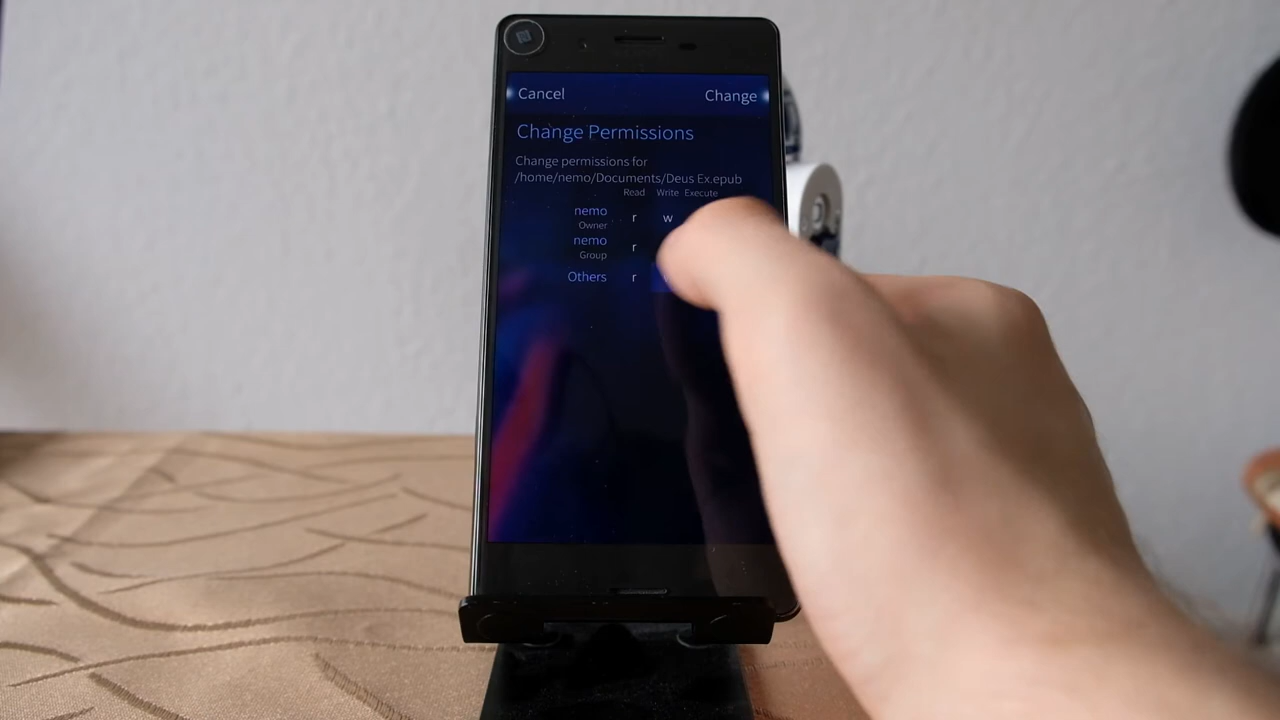 Cancel Change
Change Permissions
Change permissions for
/home/nemo/Documents/Deus Ex.epub
Read Write Execute
nemo r w
Owner
nemo r
Group
Others r